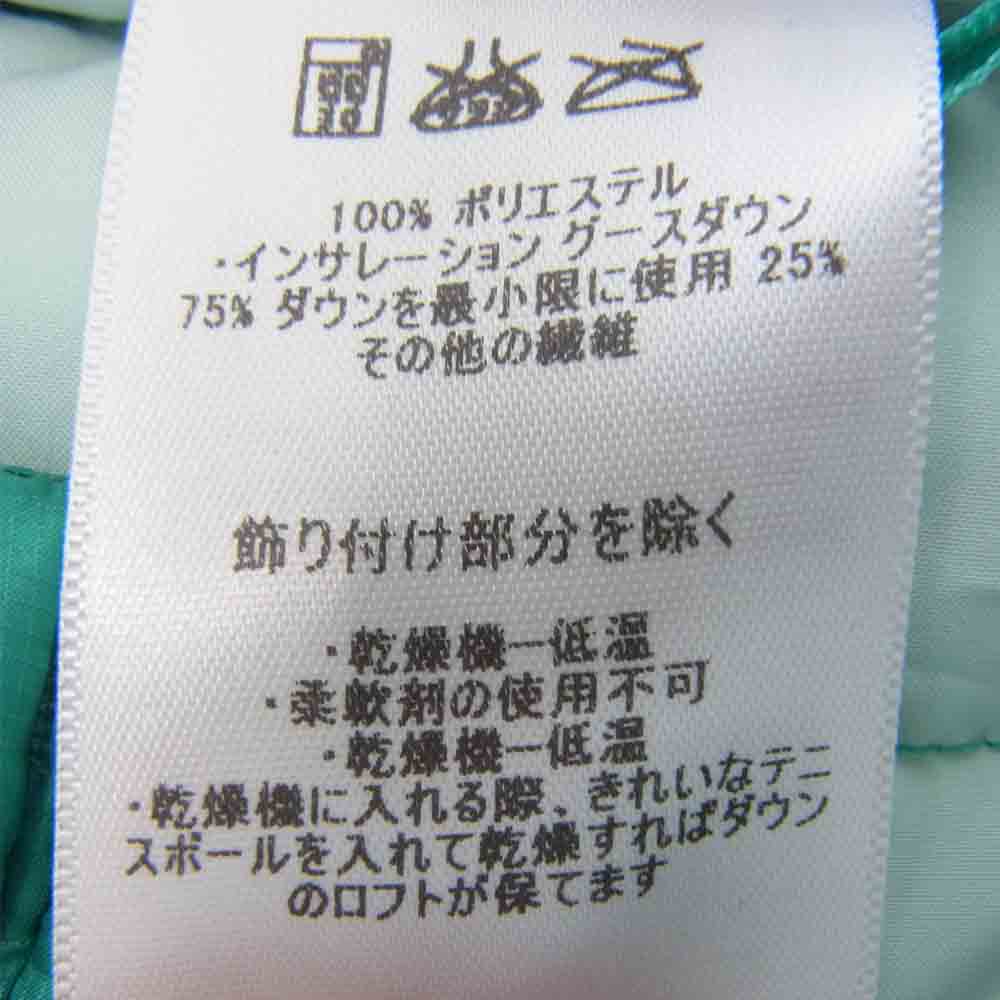 100% ポリエステル
・インサレーション グースダウン
75% ダウンを最小限に使用 25%
その他の繊維
飾り付け部分を除く
・乾燥機ー低温
・柔軟剤の使用不可
・乾燥機ー低温
・乾燥機に入れる際、きれいなテニ
スボールを入れて乾燥すればダウン
のロフトが保てます